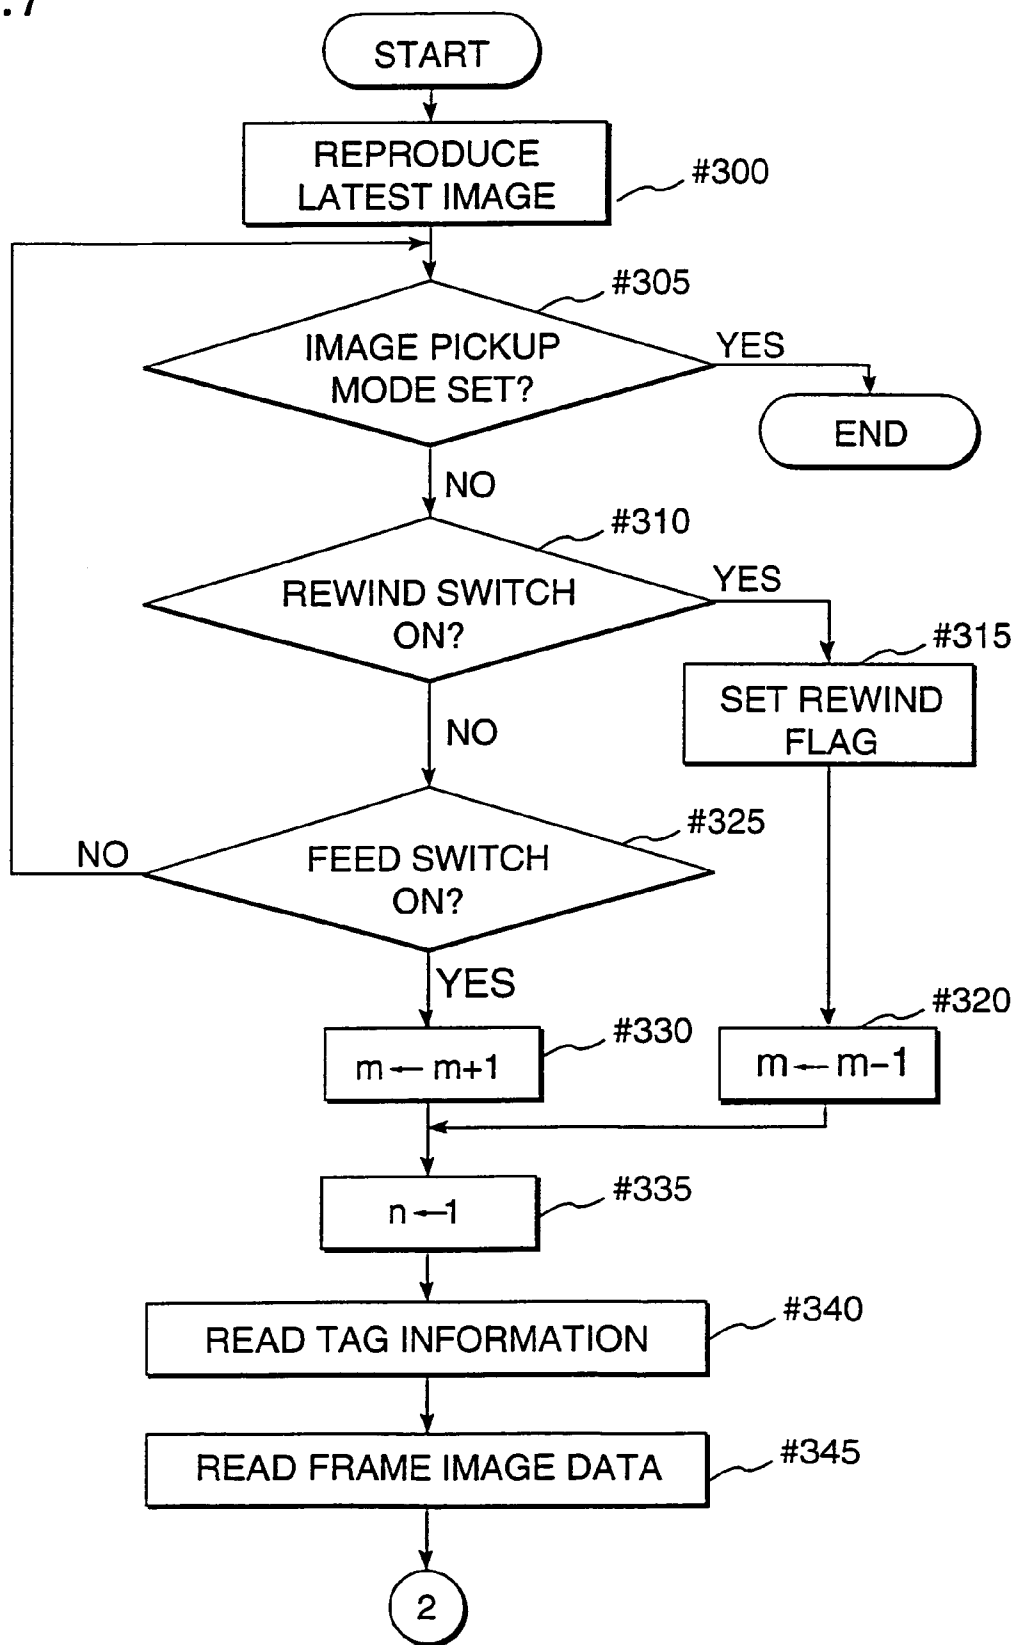 .7
START
REPRODUCE
LATEST IMAGE
#300
#305
IMAGE PICKUP
MODE SET?
YES
END
NO
#310
REWIND SWITCH
ON?
YES
#315
SET REWIND
FLAG
NO
#325
FEED SWITCH
ON?
NO
YES
#330
m ← m+1
#320
m ← m−1
#335
n ← 1
#340
READ TAG INFORMATION
#345
READ FRAME IMAGE DATA
2